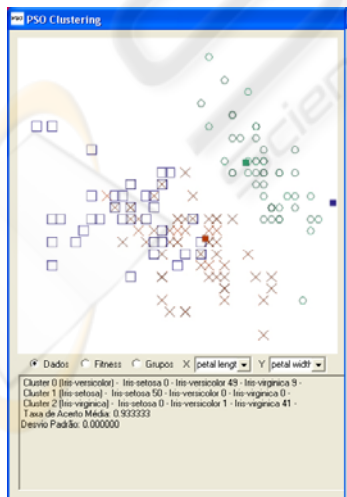 PSO Clustering
Dados Fitness Grupos X petal lengt Y petal width
Cluster 0 (Iris-versicolor) - Iris-setosa 0 - Iris-versicolor 49 - Iris-virginica 9 -
Cluster 1 (Iris-setosa) - Iris-setosa 50 - Iris-versicolor 0 - Iris-virginica 0 -
Cluster 2 (Iris-virginica) - Iris-setosa 0 - Iris-versicolor 1 - Iris-virginica 41 -
Taxa de Acerto Média: 0.933333
Desvio Padrão: 0.000000